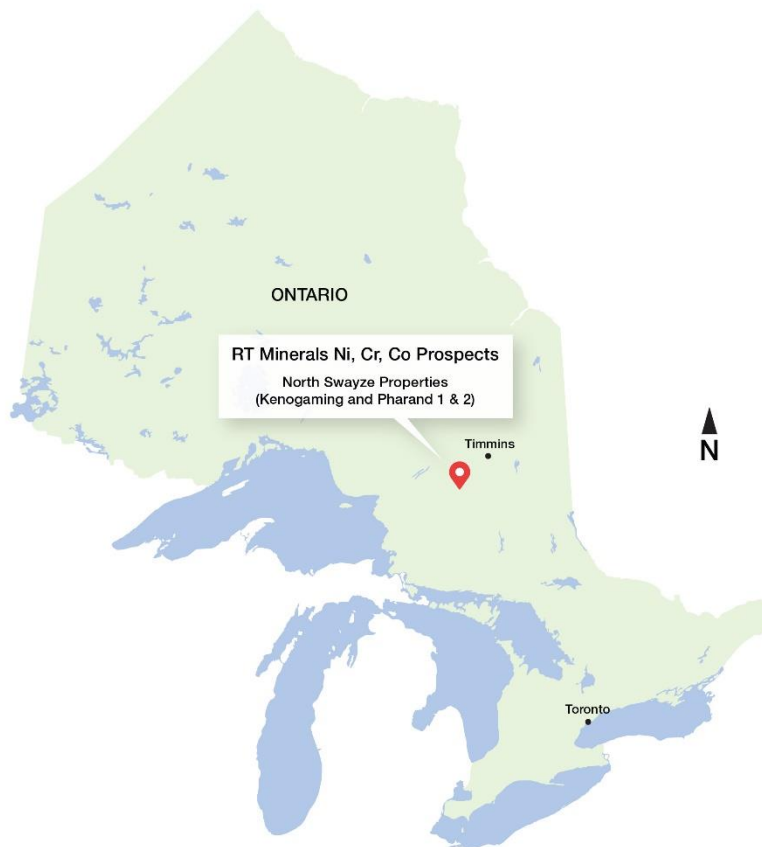 ONTARIO
RT Minerals Ni, Cr, Co Prospects
North Swayze Properties
(Kenogaming and Pharand 1 & 2)
Timmins
N
Toronto